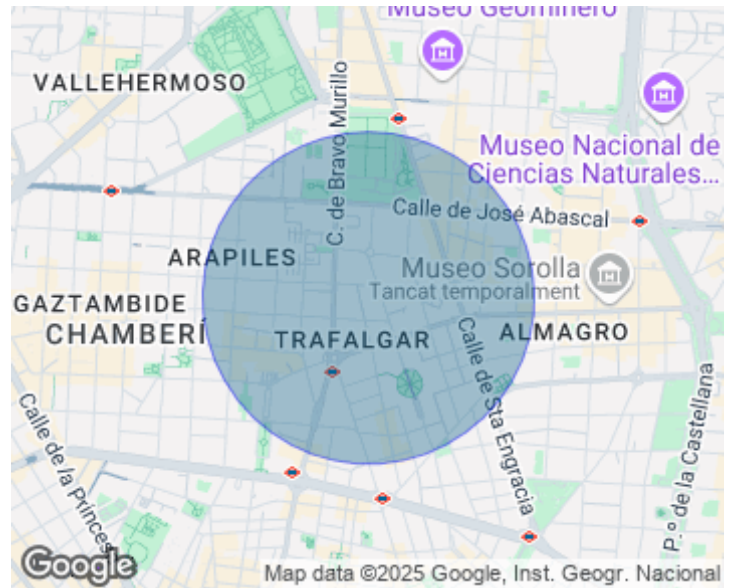 Museo Geominero
VALLEHERMOSO
C. de Bravo Murillo
Museo Nacional de
Ciencias Naturales...
Calle de José Abascal
ARAPILES
Museo Sorolla
Tancat temporalment
GAZTAMBIDE
CHAMBERÍ
TRAFALGAR
ALMAGRO
Calle de Sta Engracia
Calle de la Princes
P.º de la Castellana
Google
Map data ©2025 Google, Inst. Geogr. Nacional